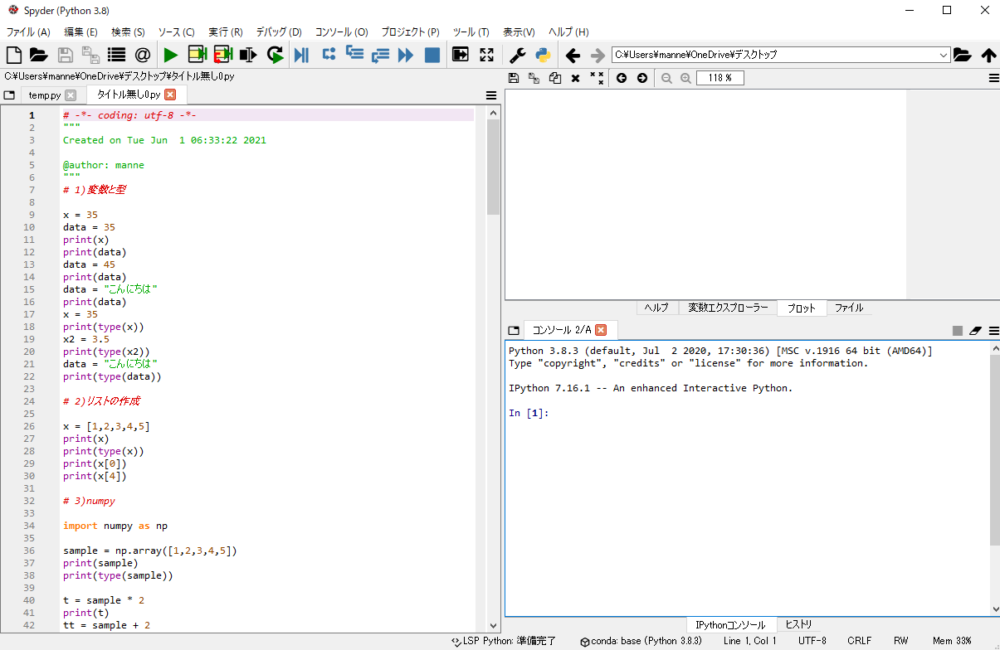 Spyder (Python 3.8)
ファイル (A) 編集 (E) 検索 (S) ソース (C) 実行 (R) デバッグ (D) コンソール (O) プロジェクト (P) ツール (T) 表示(V) ヘルプ (H)
C:¥Users¥manne¥OneDrive¥デスクトップ
C:¥Users¥manne¥OneDrive¥デスクトップ¥タイトル無し0.py
118 %
temp.py タイトル無し0.py
1 # -*- coding: utf-8 -*-
2 """
3 Created on Tue Jun  1 06:33:22 2021
4
5 @author: manne
6 """
7 # 1)変数と型
8
9 x = 35
10 data = 35
11 print(x)
12 print(data)
13 data = 45
14 print(data)
15 data = "こんにちは"
16 print(data)
17 x = 35
18 print(type(x))
19 x2 = 3.5
20 print(type(x2))
21 data = "こんにちは"
22 print(type(data))
23
24 # 2)リストの作成
25
26 x = [1,2,3,4,5]
27 print(x)
28 print(type(x))
29 print(x[0])
30 print(x[4])
31
32 # 3)numpy
33
34 import numpy as np
35
36 sample = np.array([1,2,3,4,5])
37 print(sample)
38 print(type(sample))
39
40 t = sample * 2
41 print(t)
42 tt = sample + 2
ヘルプ 変数エクスプローラー プロット ファイル
コンソール 2/A
Python 3.8.3 (default, Jul  2 2020, 17:30:36) [MSC v.1916 64 bit (AMD64)]
Type "copyright", "credits" or "license" for more information.
IPython 7.16.1 -- An enhanced Interactive Python.
In [1]:
IPythonコンソール ヒストリ
LSP Python: 準備完了 conda: base (Python 3.8.3) Line 1, Col 1 UTF-8 CRLF RW Mem 33%